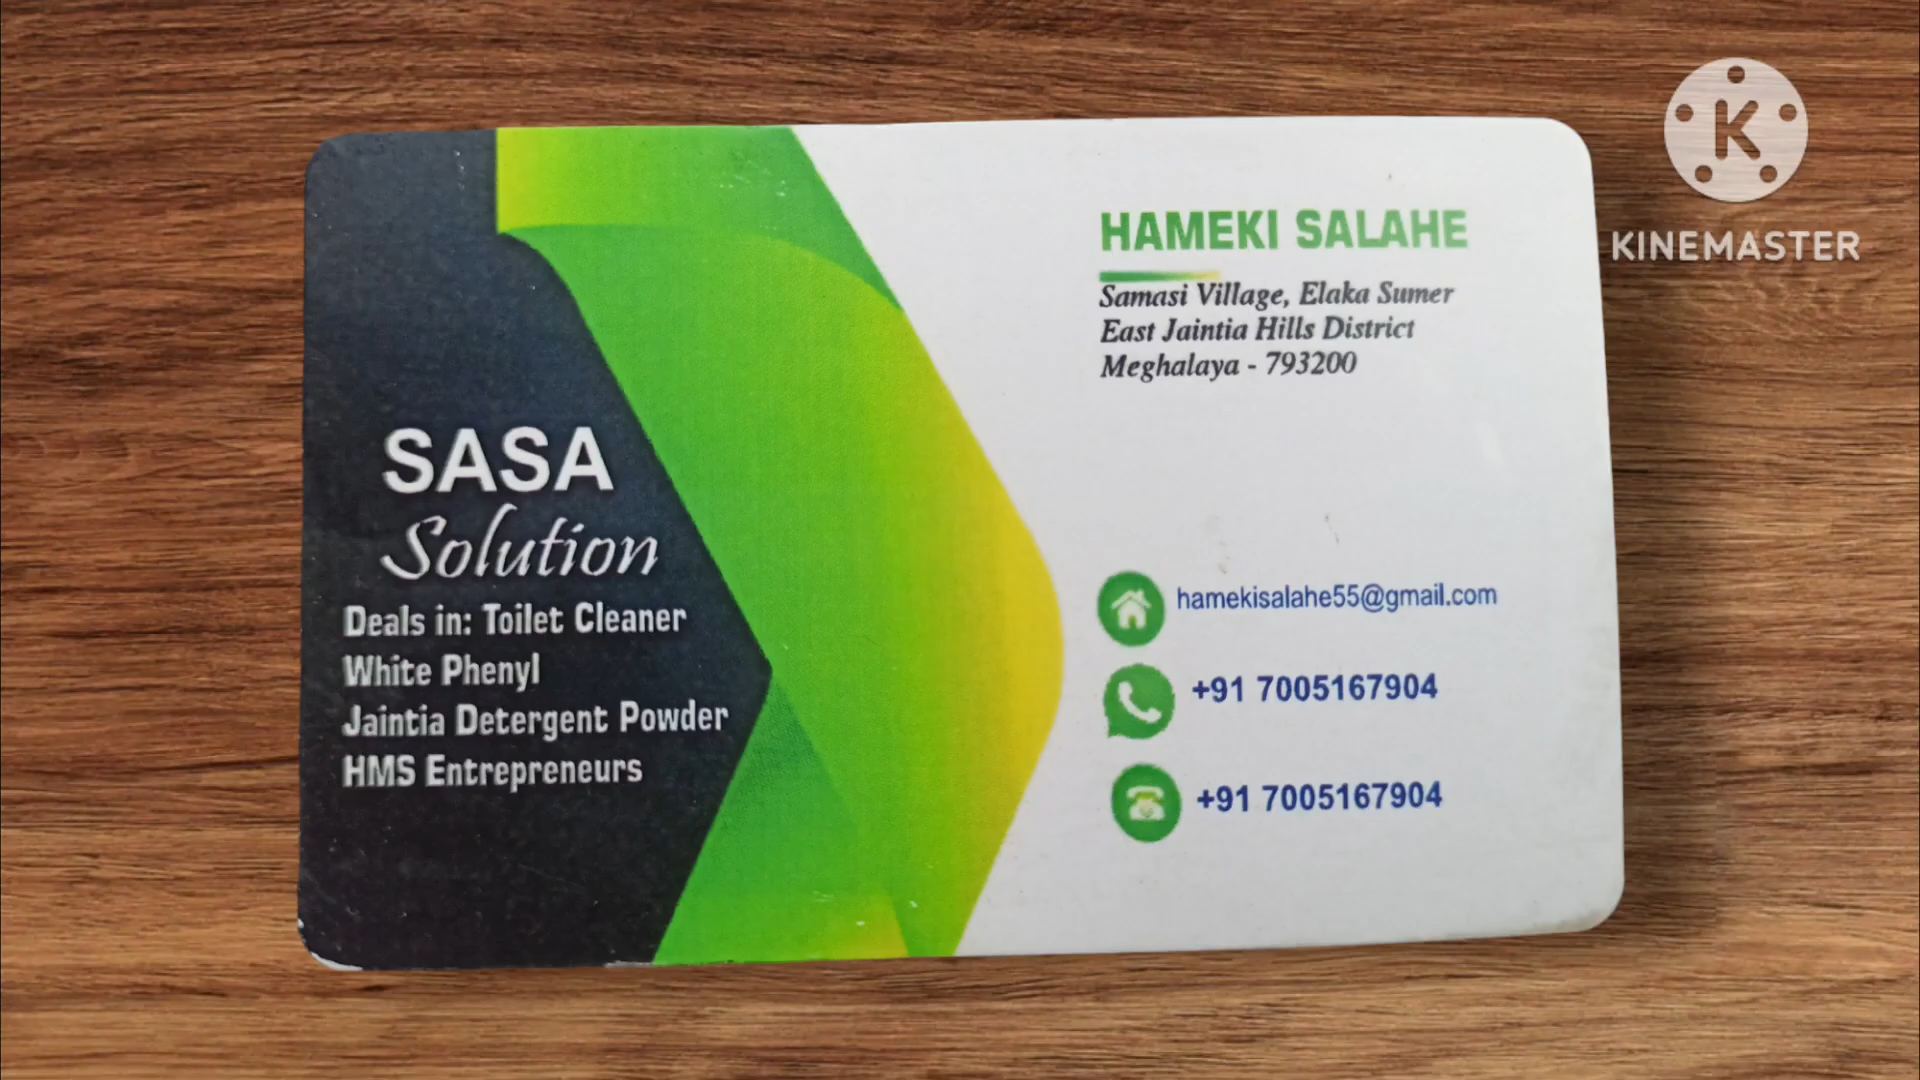 SASA
Solution
Deals in: Toilet Cleaner
White Phenyl
Jaintia Detergent Powder
HMS Entrepreneurs
HAMEKI SALAHE
Samasi Village, Elaka Sumer
East Jaintia Hills District
Meghalaya - 793200
hamekisalahe55@gmail.com
+91 7005167904
+91 7005167904
K
KINEMASTER